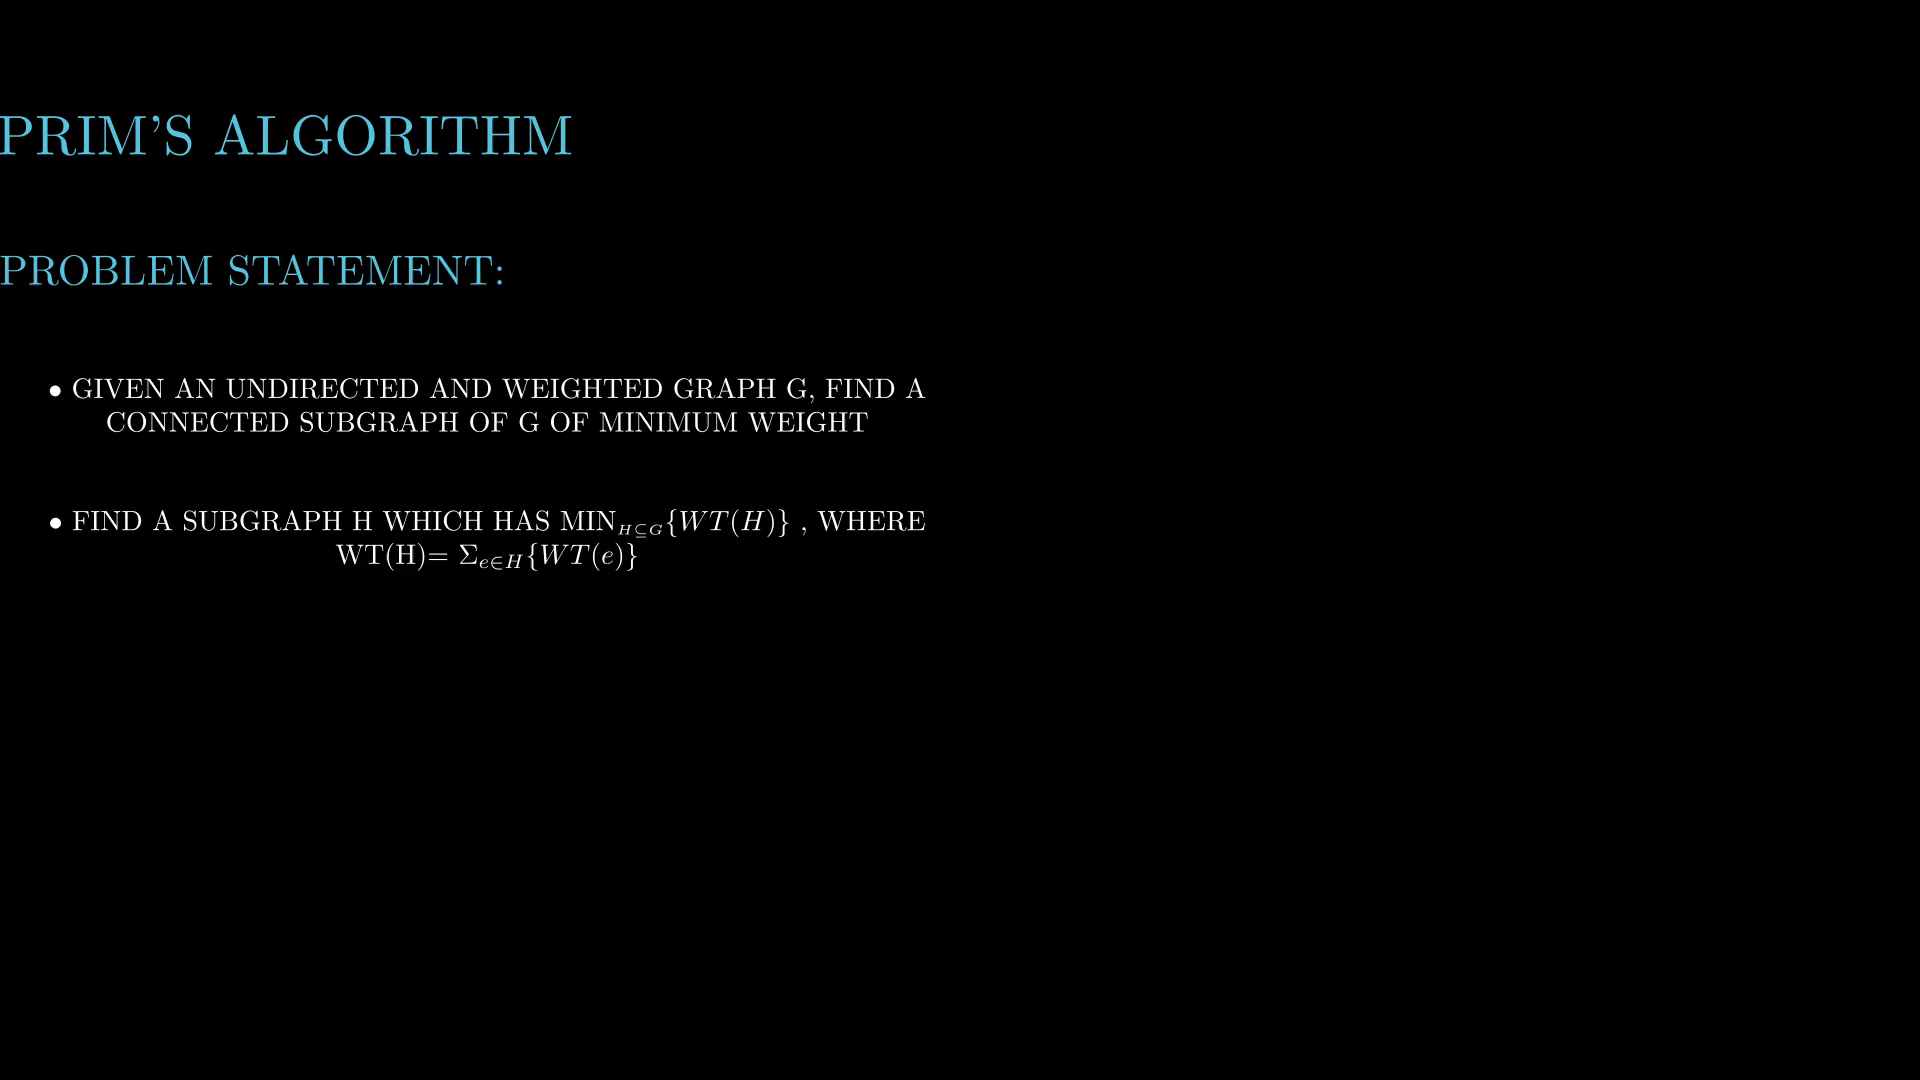 PRIM'S ALGORITHM
PROBLEM STATEMENT:
• GIVEN AN UNDIRECTED AND WEIGHTED GRAPH G, FIND A
CONNECTED SUBGRAPH OF G OF MINIMUM WEIGHT
• FIND A SUBGRAPH H WHICH HAS MIN_{H⊆G}{WT(H)} , WHERE
WT(H)= Σ_{e∈H}{WT(e)}